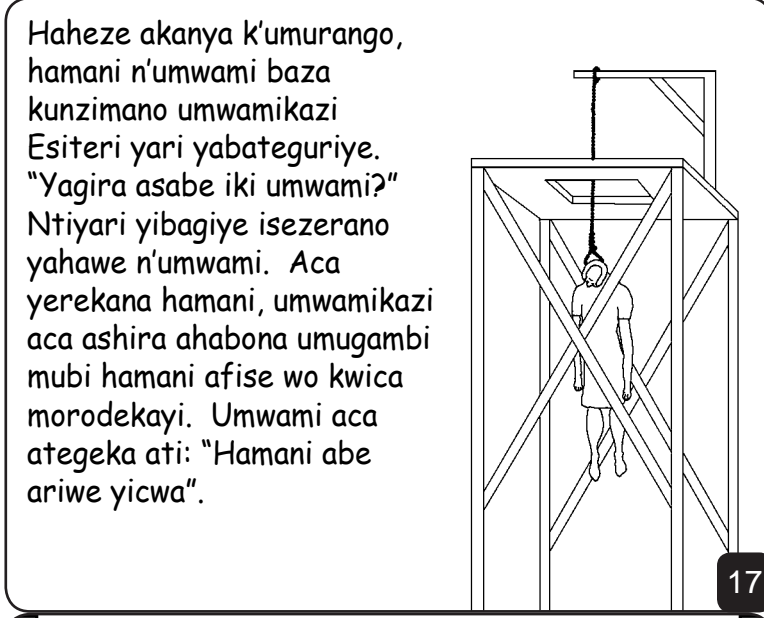 Haheze akanya k'umurango,
hamani n'umwami baza
kunzimano umwamikazi
Esiteri yari yabateguriye.
“Yagira asabe iki umwami?”
Ntiyari yibagiye isezerano
yahawe n'umwami.  Aca
yerekana hamani, umwamikazi
aca ashira ahabona umugambi
mubi hamani afise wo kwica
morodekayi.  Umwami aca
ategeka ati: “Hamani abe
ariwe yicwa”.
17